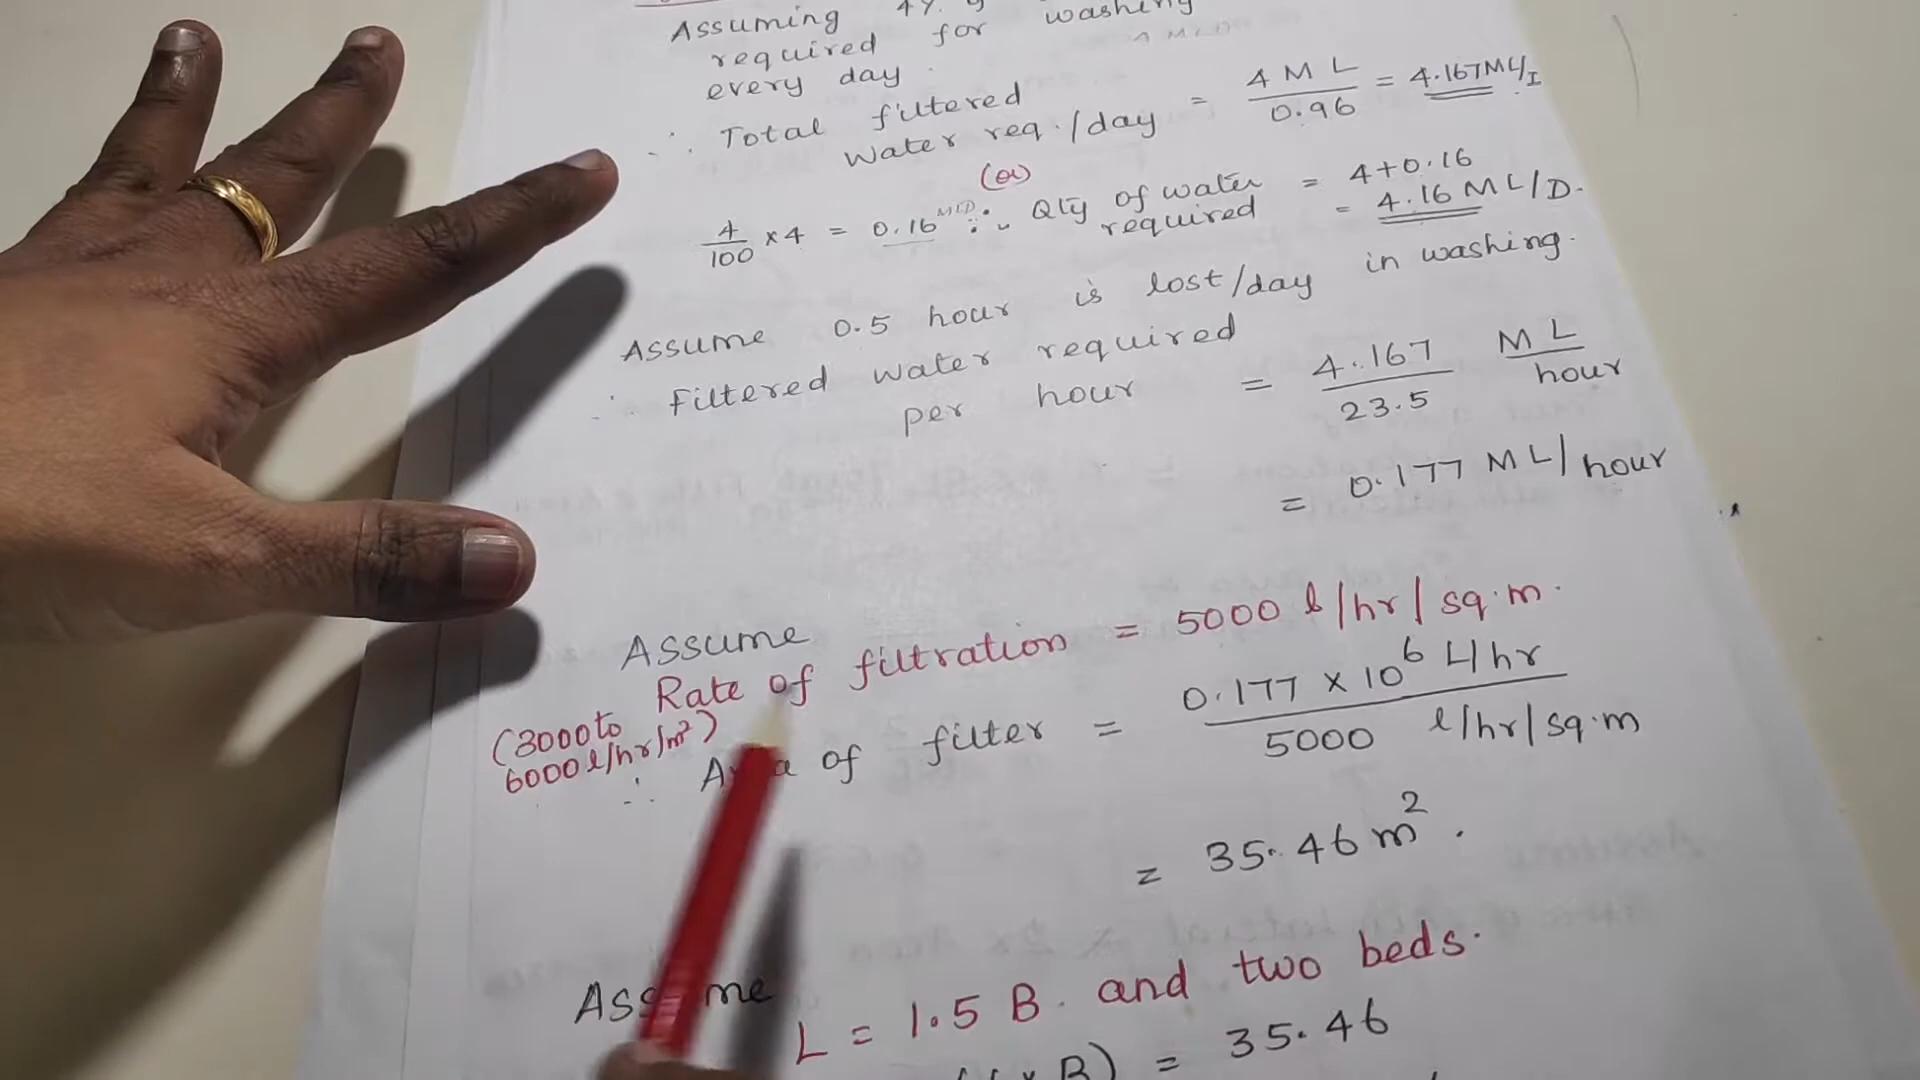 Assuming 4%
required for washing
every day.
∴ Total filtered
Water req./day = 4 ML / 0.96 = 4.167 ML/
(or)
4/100 × 4 = 0.16 MLD ∴ Qty of water required = 4+0.16
= 4.16 ML/D.
Assume 0.5 hour is lost/day in washing.
∴ Filtered water required
per hour = 4.167 / 23.5 ML/hour
= 0.177 ML/hour
Assume
Rate of filtration = 5000 l/hr/sq.m.
(3000 to
6000 l/hr/m²)
∴ Area of filter = 0.177 × 10⁶ L/hr / 5000 l/hr/sq.m
= 35.46 m².
Assume
L = 1.5 B. and two beds.
B) = 35.46